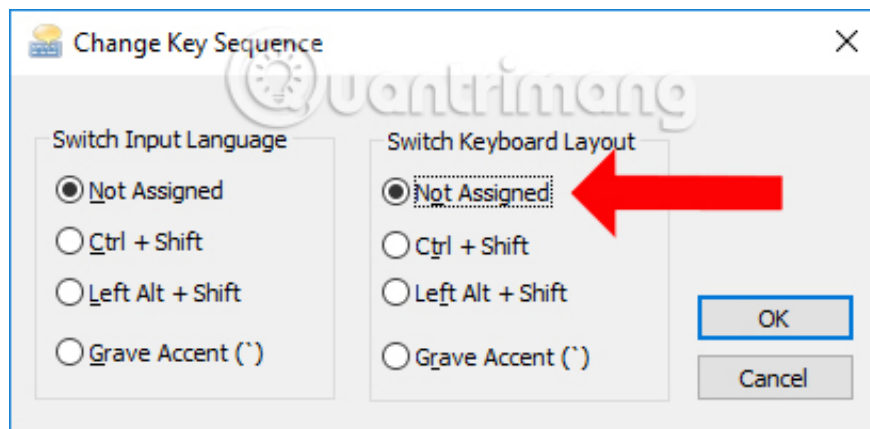 Change Key Sequence
Quantrimang
Switch Input Language
Not Assigned
Ctrl + Shift
Left Alt + Shift
Grave Accent (`)
Switch Keyboard Layout
Not Assigned
Ctrl + Shift
Left Alt + Shift
Grave Accent (`)
OK
Cancel